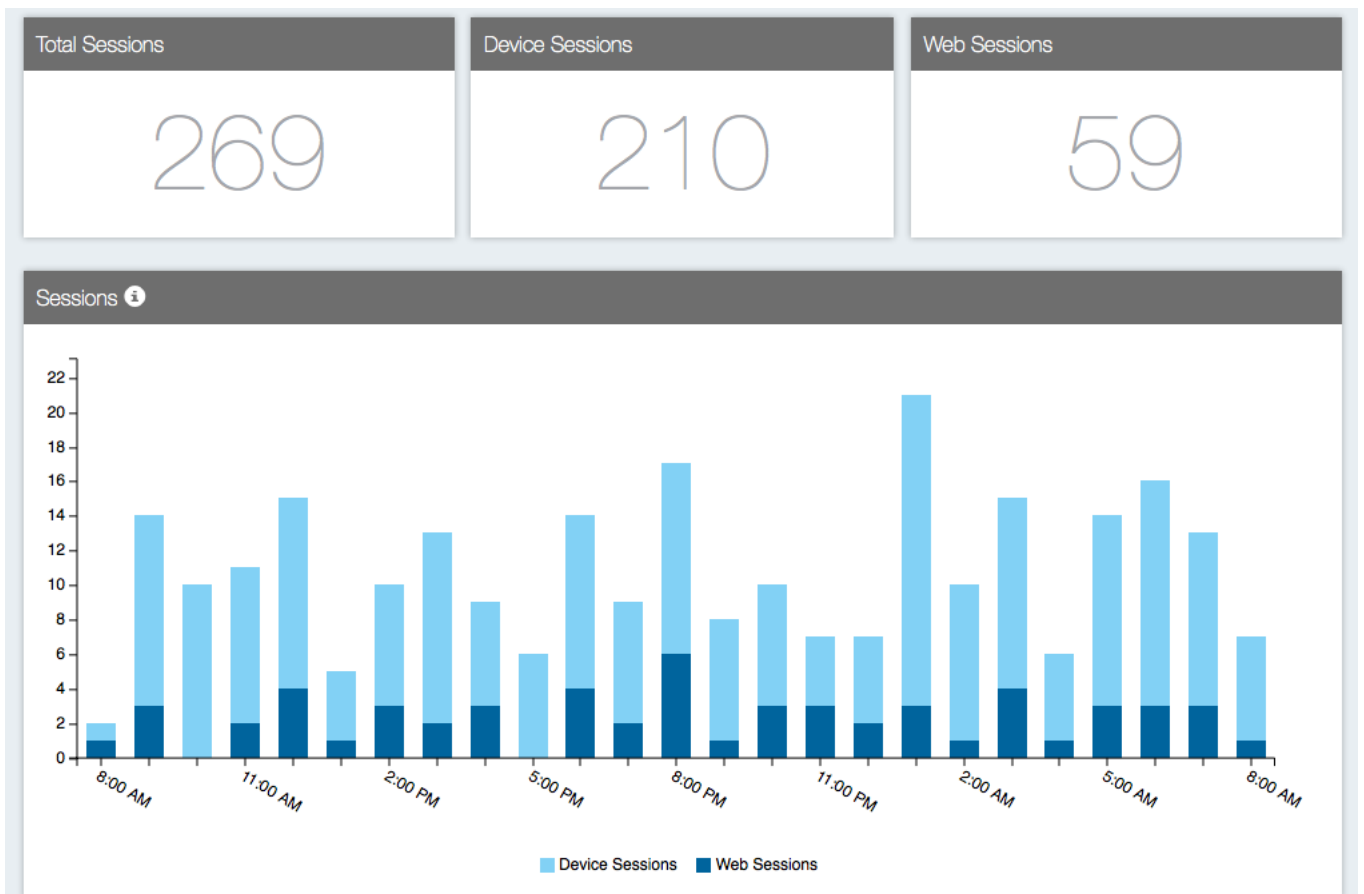 Total Sessions
Device Sessions
Web Sessions
269
210
59
Sessions
22
20
18
16
14
12
10
8
6
4
2
0
8:00 AM
11:00 AM
2:00 PM
5:00 PM
8:00 PM
11:00 PM
2:00 AM
5:00 AM
8:00 AM
Device Sessions
Web Sessions